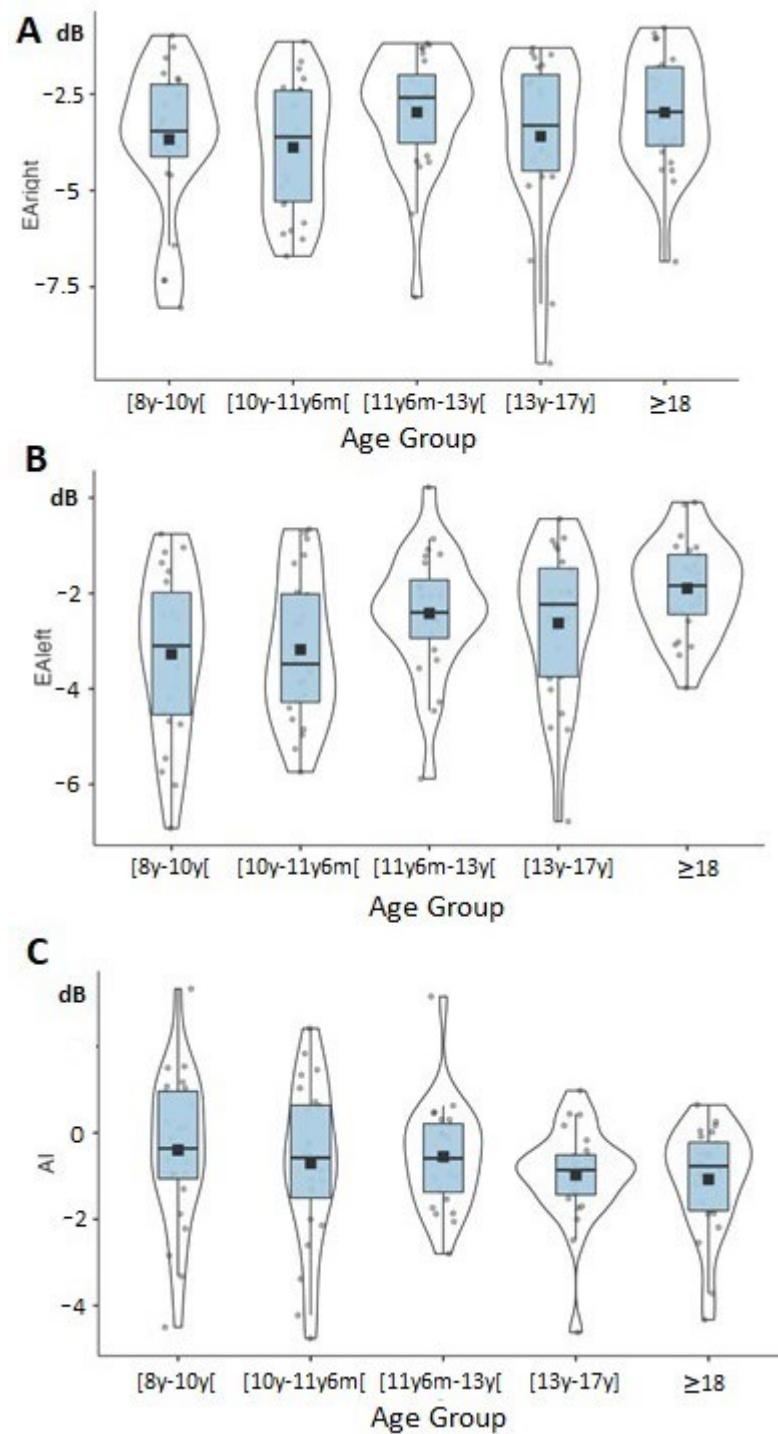 A
dB
−2.5
−5
−7.5
EAright
[8y-10y[ [10y-11y6m[ [11y6m-13y[ [13y-17y] ≥18
Age Group
B
dB
−2
−4
−6
EAleft
[8y-10y[ [10y-11y6m[ [11y6m-13y[ [13y-17y] ≥18
Age Group
C
dB
0
−2
−4
AI
[8y-10y[ [10y-11y6m[ [11y6m-13y[ [13y-17y] ≥18
Age Group